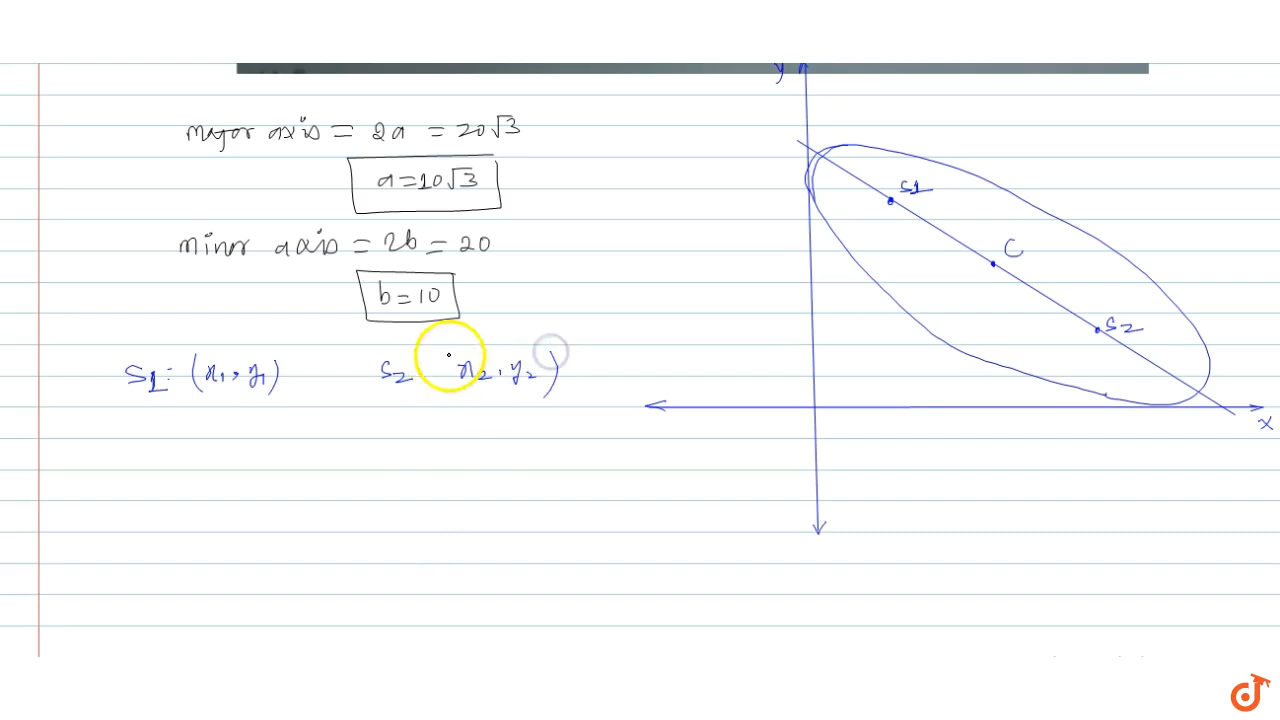 y
major axis = 2a = 20√3
a = 10√3
minor axis = 2b = 20
b = 10
S1 = (x₁, y₁) S2 x₂, y₂)
S1
C
S2
x